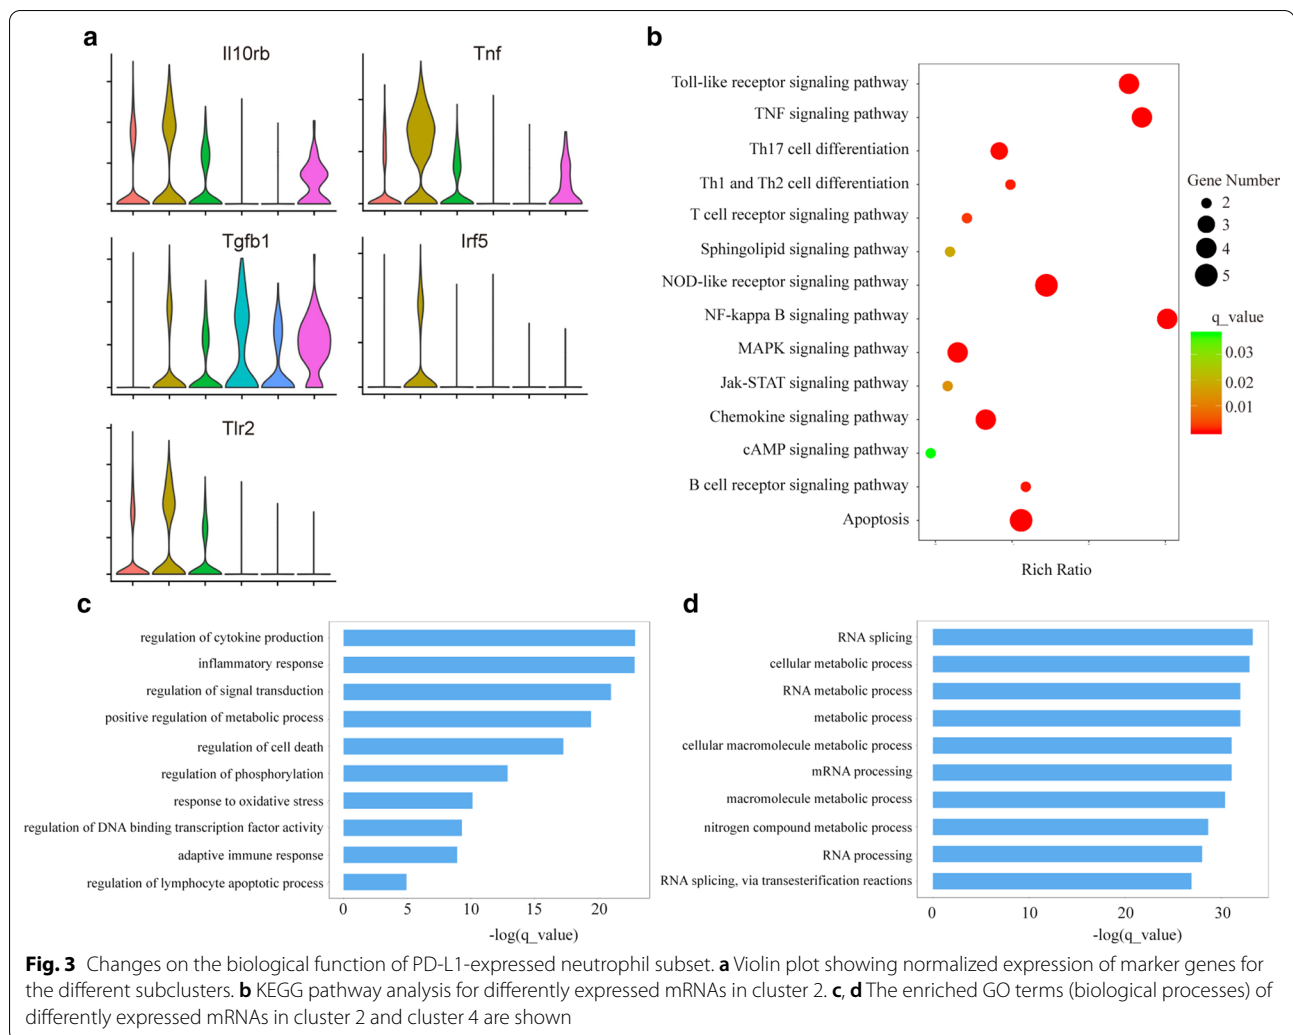 a
Il10rb
Tnf
Tgfb1
Irf5
Tlr2
b
Toll-like receptor signaling pathway
TNF signaling pathway
Th17 cell differentiation
Th1 and Th2 cell differentiation
T cell receptor signaling pathway
Sphingolipid signaling pathway
NOD-like receptor signaling pathway
NF-kappa B signaling pathway
MAPK signaling pathway
Jak-STAT signaling pathway
Chemokine signaling pathway
cAMP signaling pathway
B cell receptor signaling pathway
Apoptosis
Rich Ratio
Gene Number
2
3
4
5
q_value
0.03
0.02
0.01
c
regulation of cytokine production
inflammatory response
regulation of signal transduction
positive regulation of metabolic process
regulation of cell death
regulation of phosphorylation
response to oxidative stress
regulation of DNA binding transcription factor activity
adaptive immune response
regulation of lymphocyte apoptotic process
0 5 10 15 20
-log(q_value)
d
RNA splicing
cellular metabolic process
RNA metabolic process
metabolic process
cellular macromolecule metabolic process
mRNA processing
macromolecule metabolic process
nitrogen compound metabolic process
RNA processing
RNA splicing, via transesterification reactions
0 10 20 30
-log(q_value)
Fig. 3 Changes on the biological function of PD-L1-expressed neutrophil subset. a Violin plot showing normalized expression of marker genes for
the different subclusters. b KEGG pathway analysis for differently expressed mRNAs in cluster 2. c, d The enriched GO terms (biological processes) of
differently expressed mRNAs in cluster 2 and cluster 4 are shown